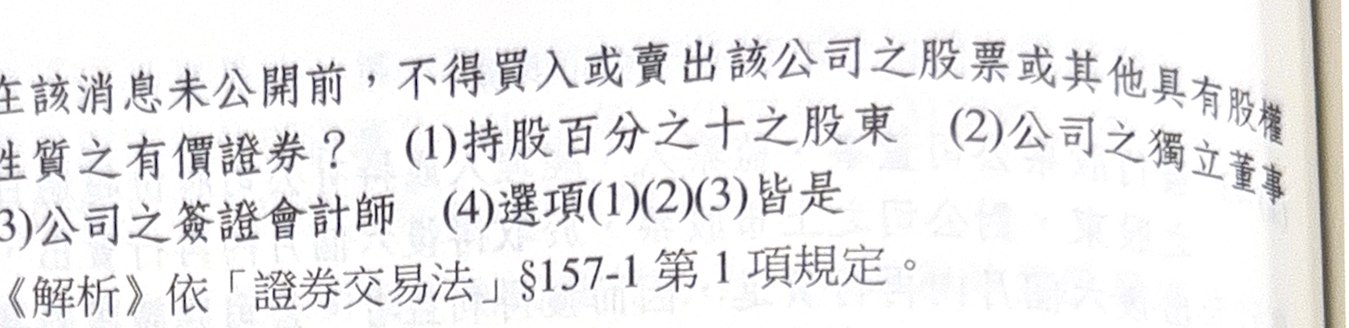 在該消息未公開前，不得買入或賣出該公司之股票或其他具有股權
性質之有價證券？ (1)持股百分之十之股東 (2)公司之獨立董事
3)公司之簽證會計師 (4)選項(1)(2)(3)皆是
《解析》依「證券交易法」§157-1 第 1 項規定。